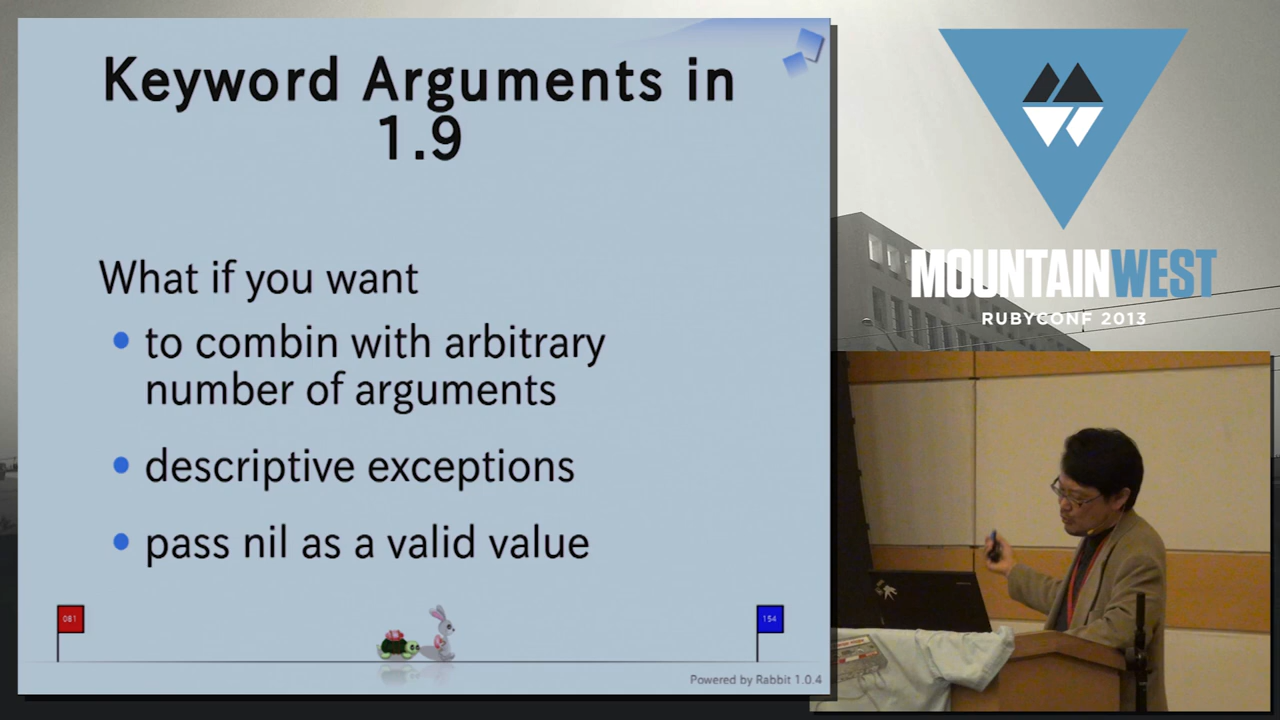 Keyword Arguments in
1.9
What if you want
to combin with arbitrary
number of arguments
descriptive exceptions
pass nil as a valid value
081
154
Powered by Rabbit 1.0.4
MOUNTAINWEST
RUBYCONF 2013